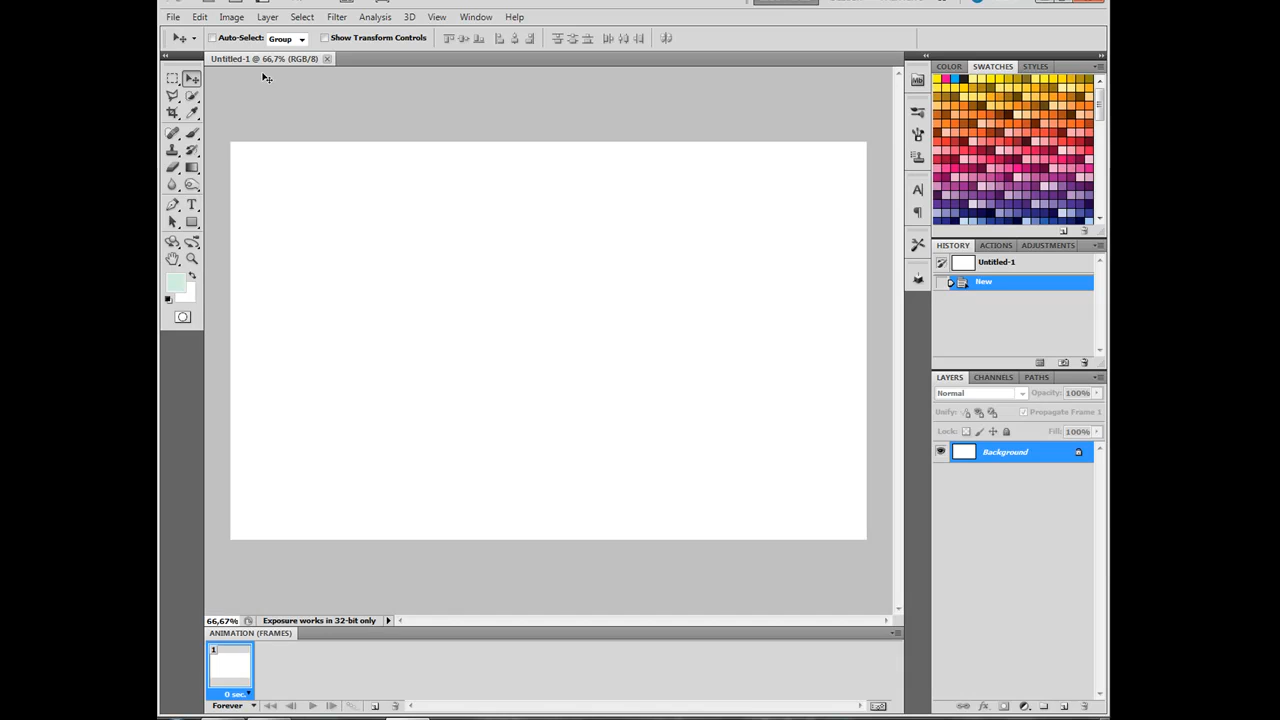 File Edit Image Layer Select Filter Analysis 3D View Window Help
Auto-Select: Group Show Transform Controls
Untitled-1 @ 66,7% (RGB/8)
COLOR SWATCHES STYLES
Mb
A
T
HISTORY ACTIONS ADJUSTMENTS
Untitled-1
New
LAYERS CHANNELS PATHS
Normal Opacity: 100%
Unify: Propagate Frame 1
Lock: Fill: 100%
Background
66,67% Exposure works in 32-bit only
ANIMATION (FRAMES)
1
0 sec.
Forever
fx